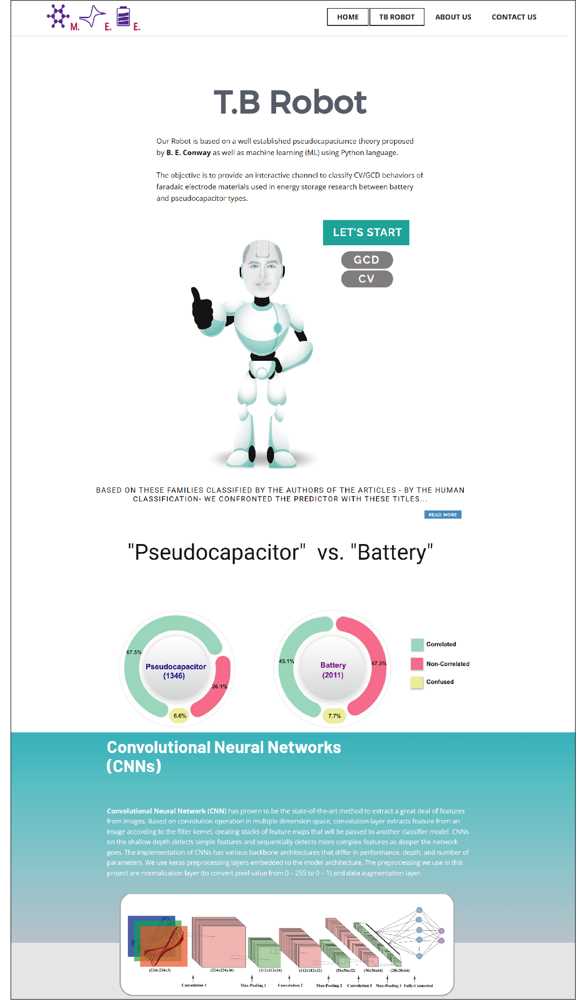 M. E. E.
HOME TB ROBOT ABOUT US CONTACT US
T.B Robot
Our Robot is based on a well established pseudocapacitance theory proposed
by B. E. Conway as well as machine learning (ML) using Python language.
The objective is to provide an interactive channel to classify CV/GCD behaviors of
faradaic electrode materials used in energy storage research between battery
and pseudocapacitor types.
LET'S START
GCD
CV
BASED ON THESE FAMILIES CLASSIFIED BY THE AUTHORS OF THE ARTICLES - BY THE HUMAN
CLASSIFICATION- WE CONFRONTED THE PREDICTOR WITH THESE TITLES...
READ MORE
"Pseudocapacitor" vs. "Battery"
67.5%
Pseudocapacitor
(1346)
26.1%
6.6%
45.1%
Battery
(2011)
47.3%
7.7%
Correlated
Non-Correlated
Confused
Convolutional Neural Networks
(CNNs)
Convolutional Neural Network (CNN) has proven to be the state-of-the-art method to extract a great deal of features
from images. Based on convolution operation in multiple dimension space, convolution layer extracts feature from an
image according to the filter kernel, creating stacks of feature maps that will be passed to another classifier model. CNNs
on the shallow depth detects simple features and sequentially detects more complex features as deeper the network
goes. The implementation of CNNs has various backbone architectures that differ in performance, depth, and number of
parameters. We use keras preprocessing layers embedded to the model architecture. The preprocessing we use in this
project are normalization layer (to convert pixel value from 0 – 255 to 0 – 1) and data augmentation layer.
(224x224x3) (224x224x16) (112x112x16) (112x112x32) (56x56x32) (56x56x64) (28x28x64)
Convolution 1 Max-Pooling 1 Convolution 2 Max-Pooling 2 Convolution 3 Max-Pooling 3 Fully-Connected